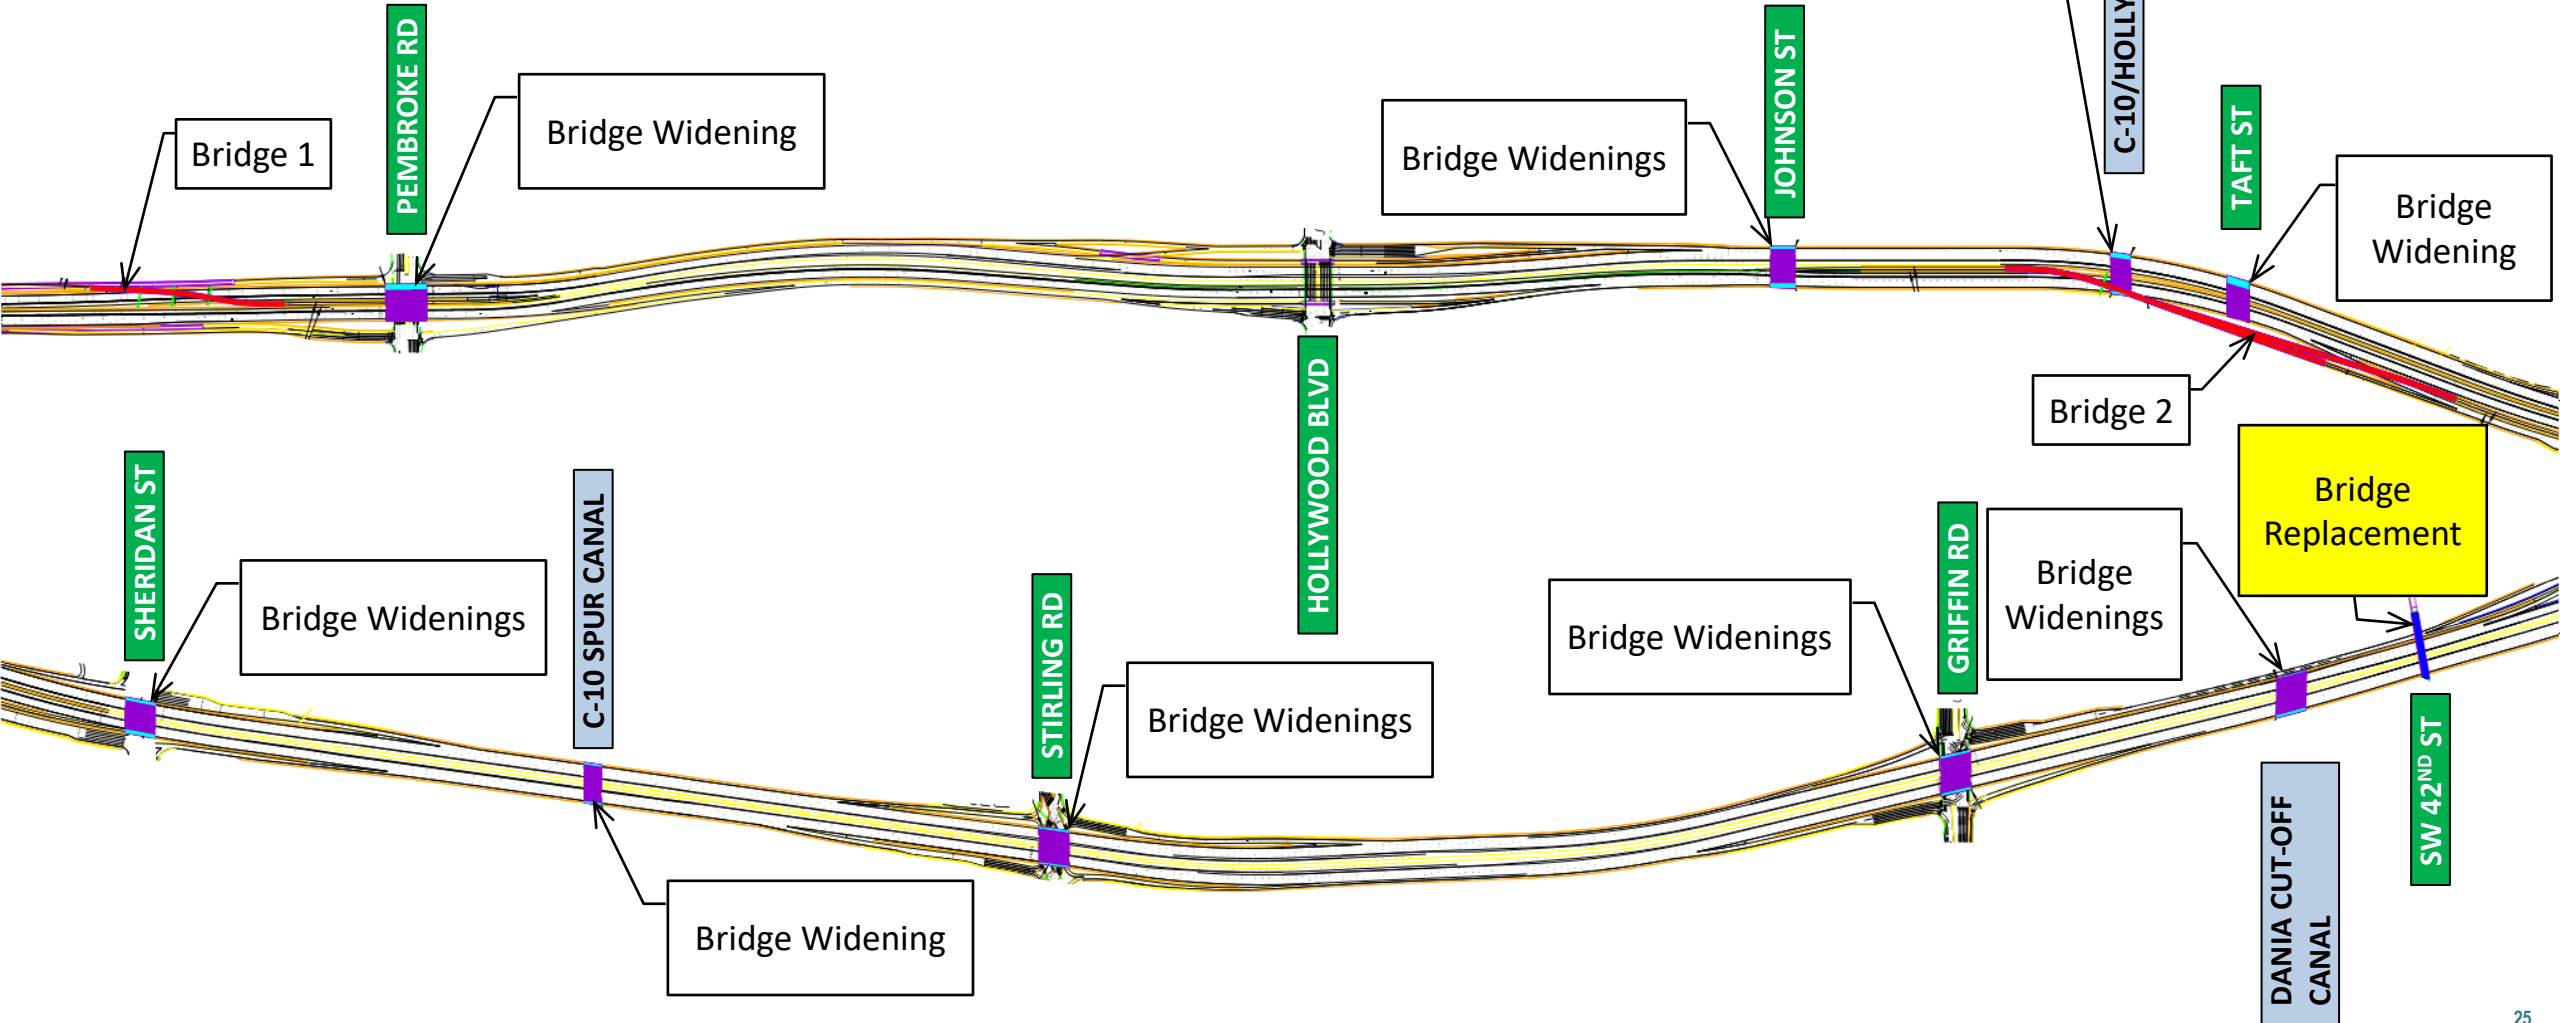 Bridge 1
PEMBROKE RD
Bridge Widening
Bridge Widenings
JOHNSON ST
C-10/HOLLY
TAFT ST
Bridge
Widening
HOLLYWOOD BLVD
Bridge 2
SHERIDAN ST
Bridge Widenings
C-10 SPUR CANAL
Bridge Widening
STIRLING RD
Bridge Widenings
Bridge Widenings
GRIFFIN RD
Bridge
Widenings
Bridge
Replacement
DANIA CUT-OFF
CANAL
SW 42ND ST
25